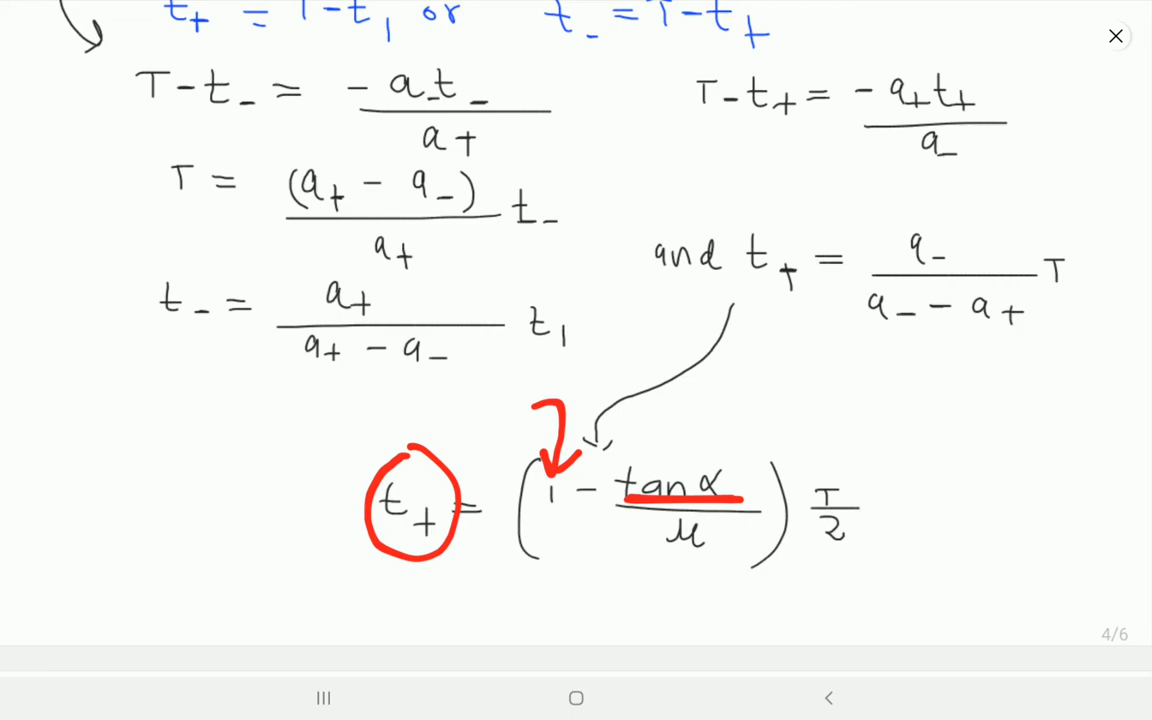 t₊ = T-t₁ or t₋ = T-t₊
T-t₋ = -a₋t₋/a₊
T-t₊ = -a₊t₊/a₋
T = (a₊ - a₋)/a₊ t₋
and t₊ = a₋/(a₋ - a₊) T
t₋ = a₊/(a₊ - a₋) t₁
t₊ = (1 - tan α/μ) T/2
4/6